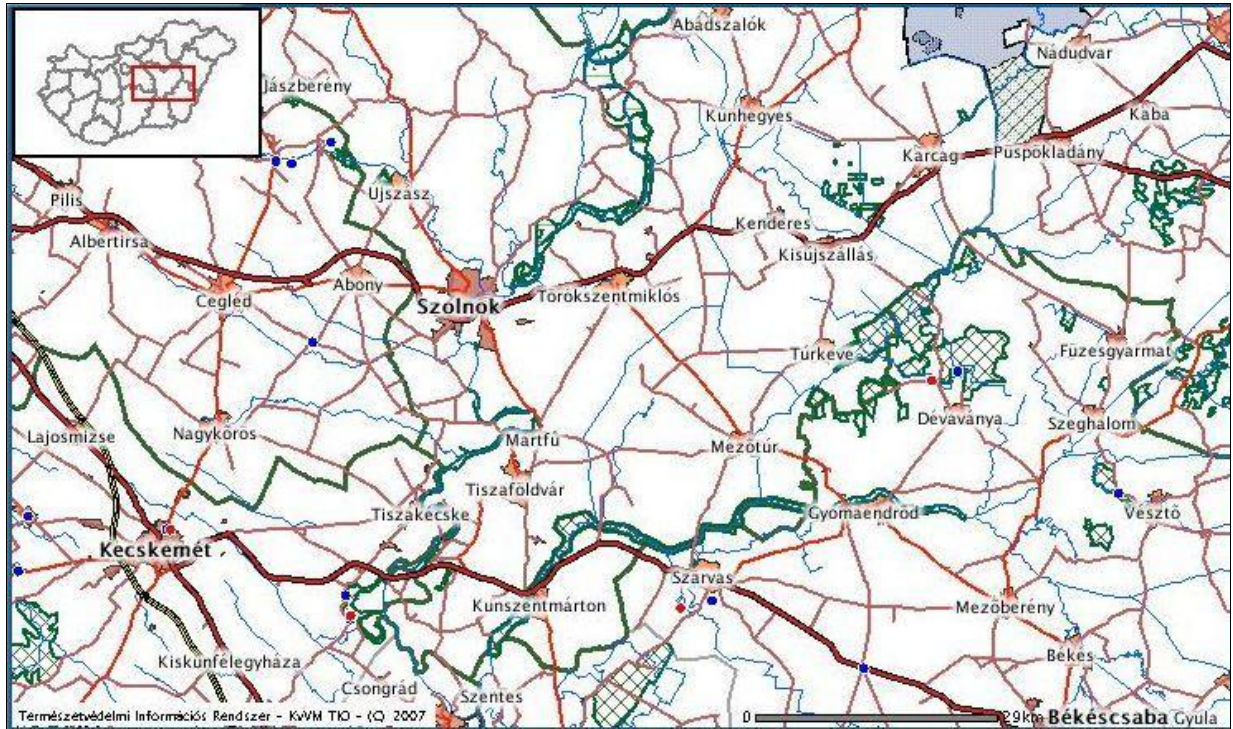 Abádszalók
Nádudvar
Jászberény
Kunhegyes
Kaba
Karcag
Püspökladány
Pilis
Ujszász
Kenderes
Albertirsa
Kisújszállás
Abony
Cegléd
Szolnok
Törökszentmiklós
Túrkeve
Füzesgyarmat
Dévaványa
Szeghalom
Lajosmizse
Nagykőrös
Martfű
Mezőtúr
Tiszaföldvár
Tiszakécske
Gyomaendrőd
Vésztő
Kecskemét
Szarvas
Kunszentmárton
Mezőberény
Kiskunfélegyháza
Békés
Csongrád
Szentes
Természetvédelmi Információs Rendszer - KvVM TIO - (C) 2007
0 29km
Békéscsaba
Gyula